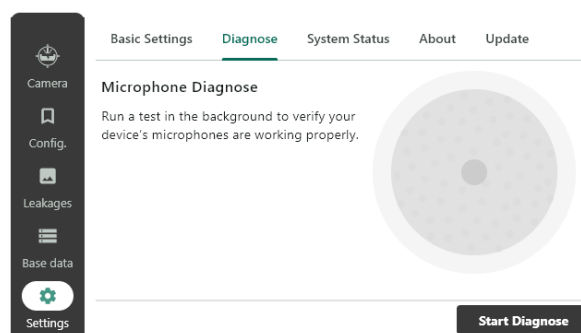 Basic Settings Diagnose System Status About Update
Camera
Config.
Leakages
Base data
Settings
Microphone Diagnose
Run a test in the background to verify your
device's microphones are working properly.
Start Diagnose